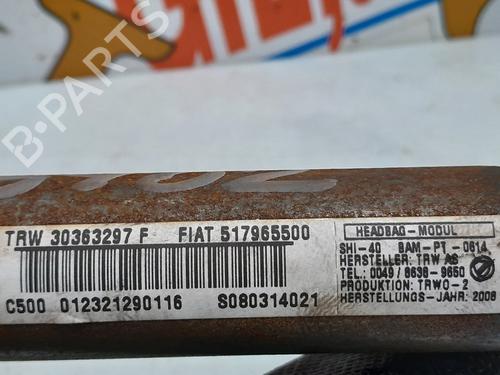 B-PARTS
TRW 30363297 F FIAT 517965500
C500 012321290116 S080314021
HEADBAG-MODUL
SHI-40 BAM-PT-0614
HERSTELLER: TRW AS
TEL.: 0049/8638-9650
PRODUKTION: TRWO-2
HERSTELLUNGS-JAHR: 2008